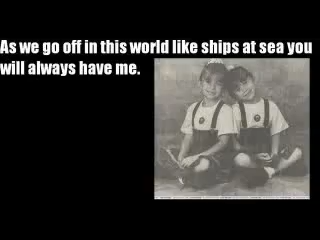 As we go off in this world like ships at sea you
will always have me.